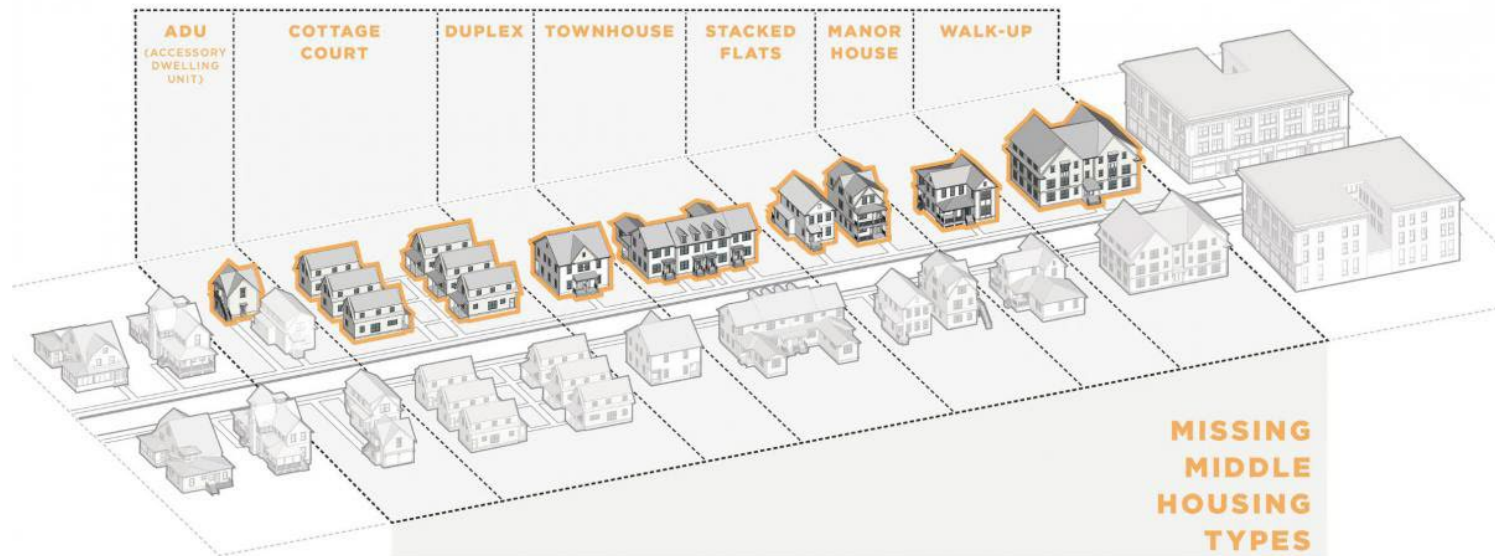 ADU
(ACCESSORY
DWELLING
UNIT)
COTTAGE
COURT
DUPLEX
TOWNHOUSE
STACKED
FLATS
MANOR
HOUSE
WALK-UP
MISSING
MIDDLE
HOUSING
TYPES